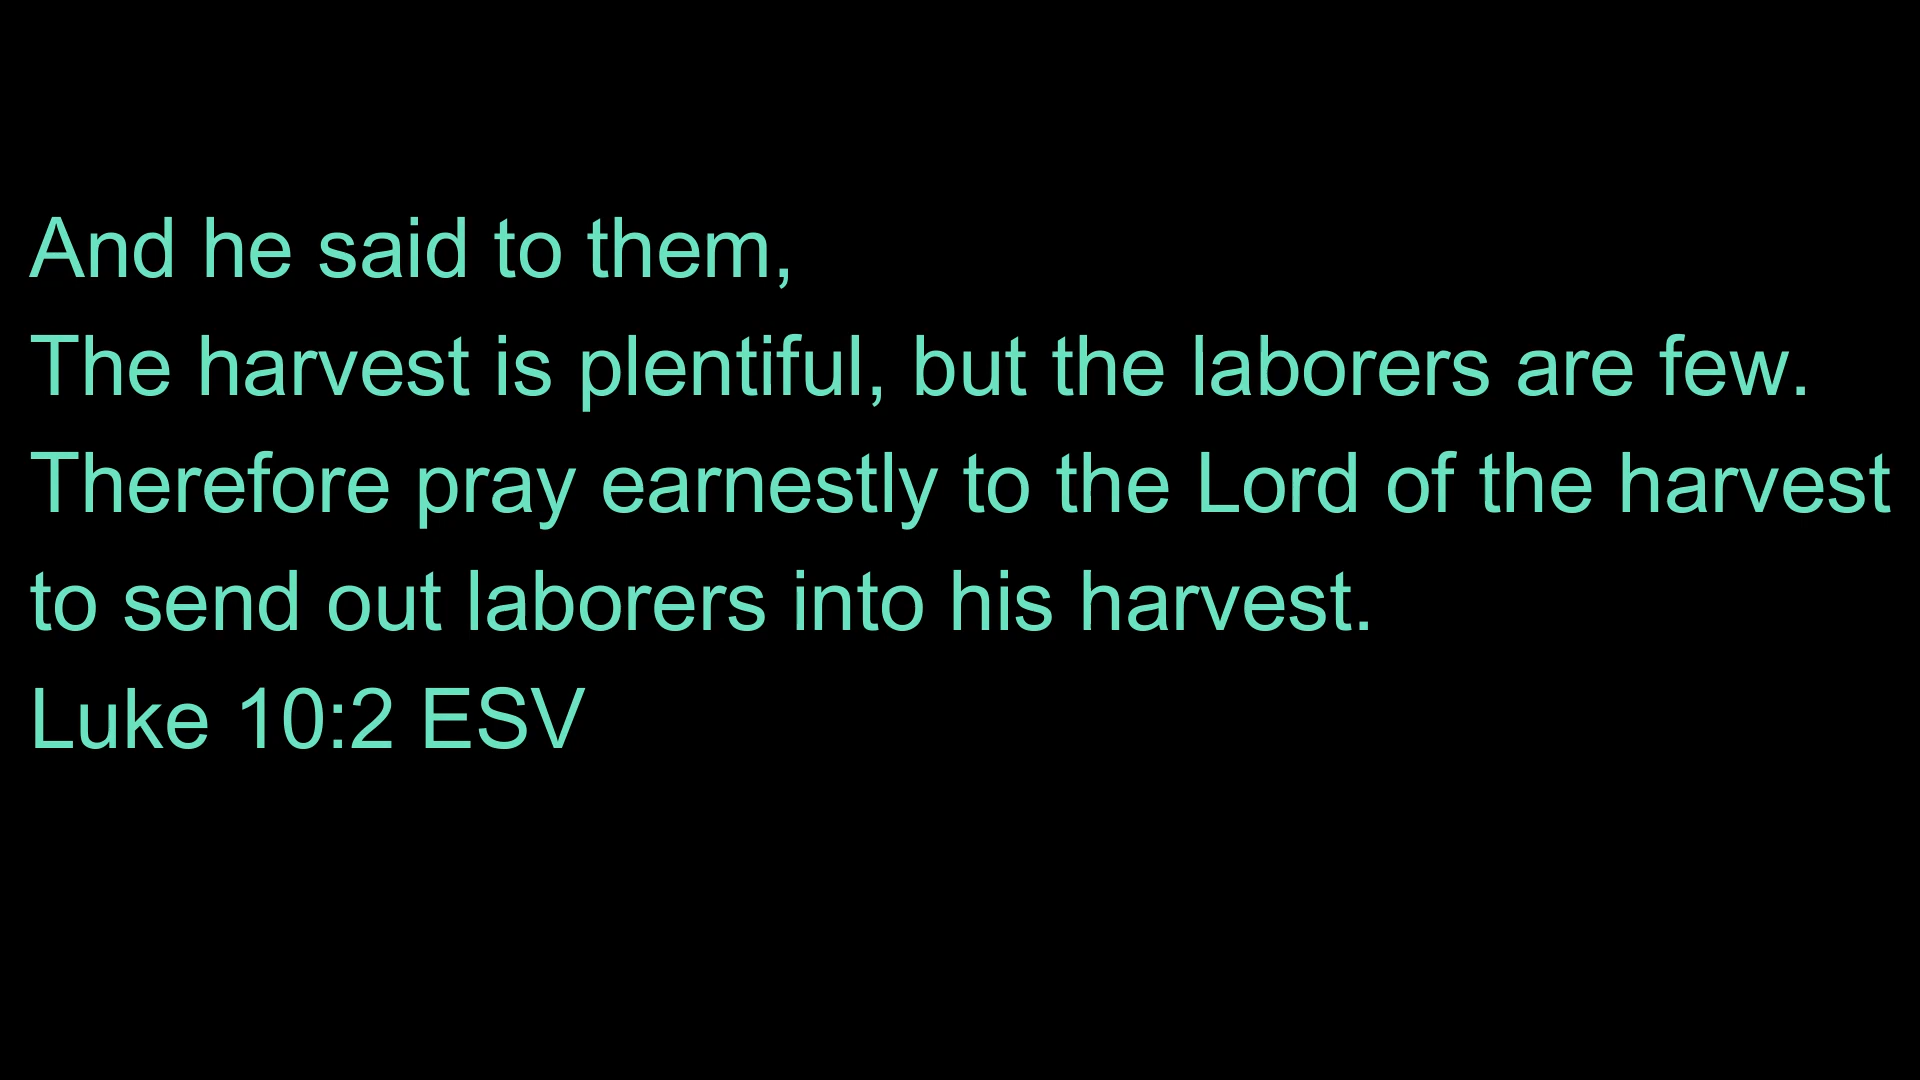 And he said to them,
The harvest is plentiful, but the laborers are few.
Therefore pray earnestly to the Lord of the harvest
to send out laborers into his harvest.
Luke 10:2 ESV